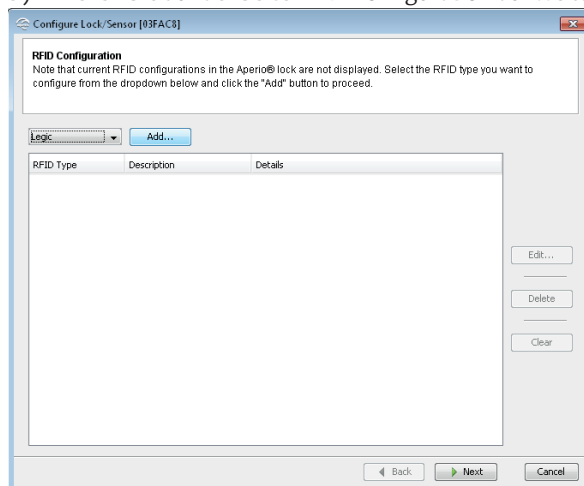 Configure Lock/Sensor [03FAC8]
RFID Configuration
Note that current RFID configurations in the Aperio® lock are not displayed. Select the RFID type you want to
configure from the dropdown below and click the "Add" button to proceed.
Legic Add...
RFID Type Description Details
Edit...
Delete
Clear
Back Next Cancel